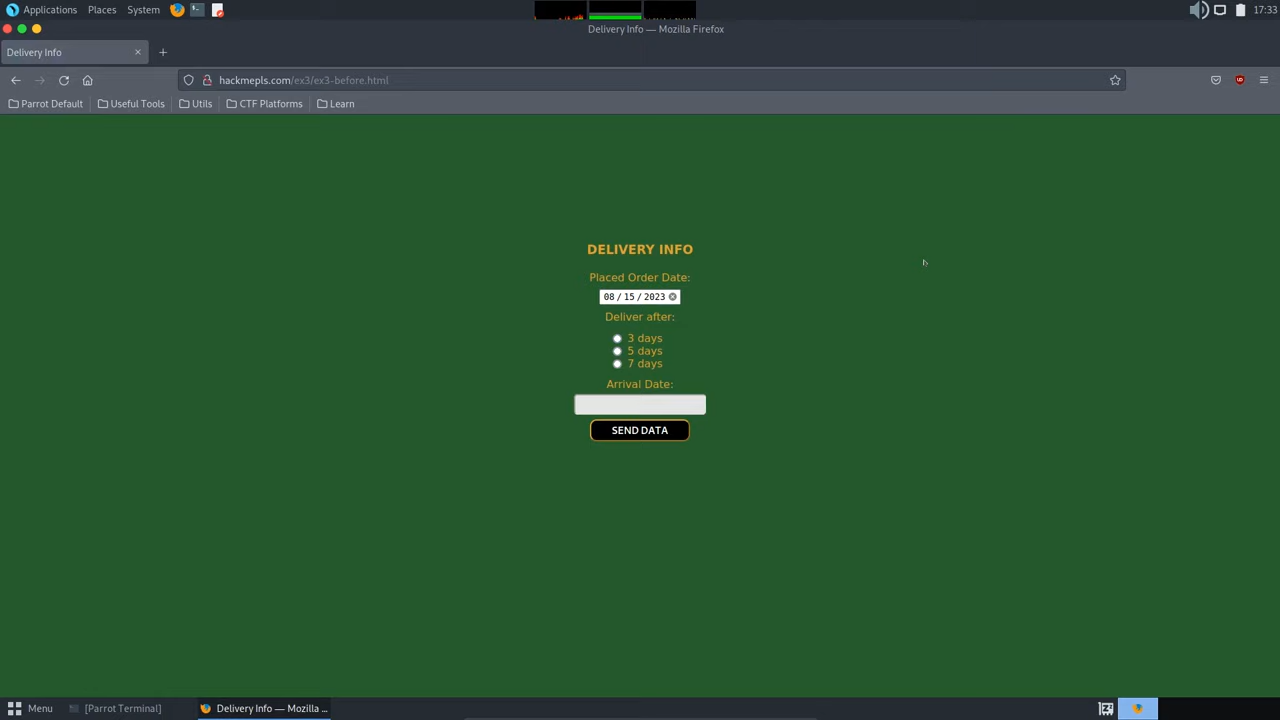 Applications Places System 17:33
Delivery Info — Mozilla Firefox
Delivery Info
hackmepls.com/ex3/ex3-before.html
Parrot Default Useful Tools Utils CTF Platforms Learn
DELIVERY INFO
Placed Order Date:
08 / 15 / 2023
Deliver after:
3 days
5 days
7 days
Arrival Date:
SEND DATA
Menu [Parrot Terminal] Delivery Info — Mozilla ...